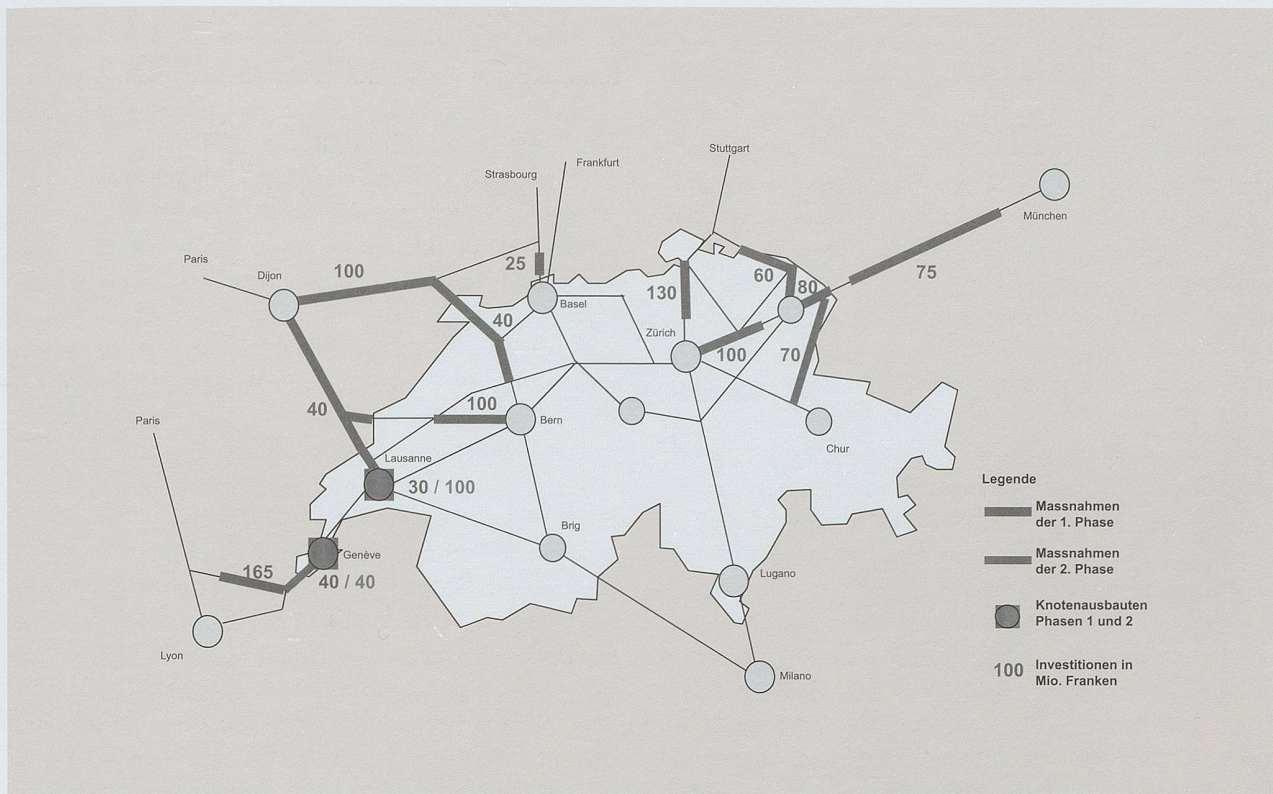 Stuttgart
Frankfurt
Strasbourg
München
Paris
Dijon
100
25
60
75
80
130
Basel
40
Zürich
100
70
40
100
Paris
Bern
Chur
Lausanne
30 / 100
Brig
Genève
165
40 / 40
Lugano
Lyon
Milano
Legende
Massnahmen
der 1. Phase
Massnahmen
der 2. Phase
Knotenausbauten
Phasen 1 und 2
100
Investitionen in
Mio. Franken